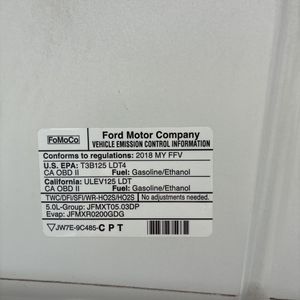 FoMoCo
Ford Motor Company
VEHICLE EMISSION CONTROL INFORMATION
Conforms to regulations: 2018 MY FFV
U.S. EPA: T3B125 LDT4
CA OBD II Fuel: Gasoline/Ethanol
California: ULEV125 LDT
CA OBD II Fuel: Gasoline/Ethanol
TWC/DFI/SFI/WR-HO2S/HO2S No adjustments needed.
5.0L-Group: JFMXT05.03DP
Evap: JFMXR0200GDG
JW7E-9C485-C P T